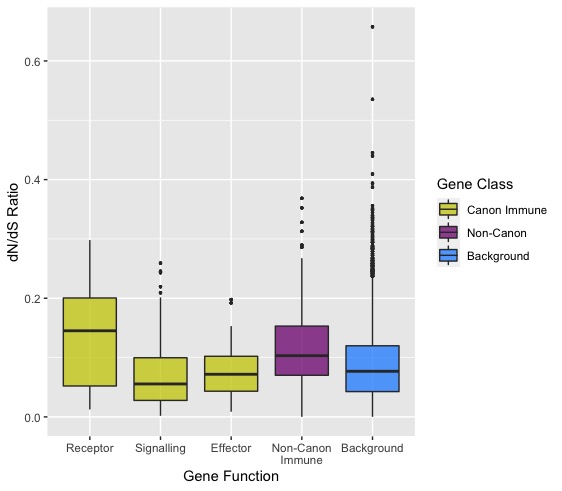 dN/dS Ratio
0.6
0.4
0.2
0.0
Receptor
Signalling
Effector
Non-Canon
Immune
Background
Gene Function
Gene Class
Canon Immune
Non-Canon
Background